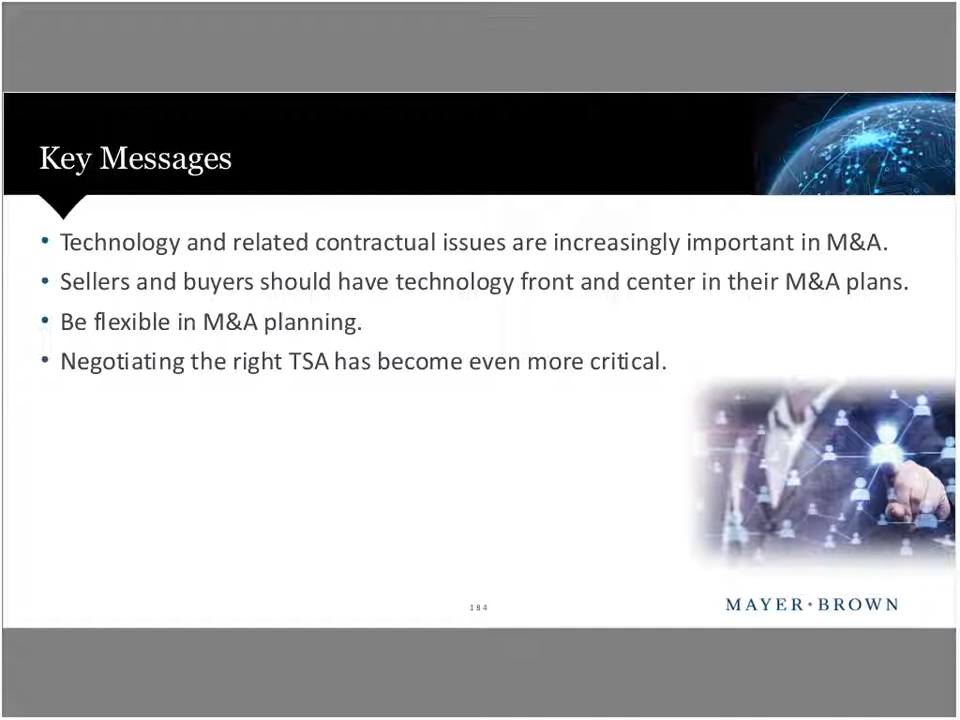 Key Messages
• Technology and related contractual issues are increasingly important in M&A.
• Sellers and buyers should have technology front and center in their M&A plans.
• Be flexible in M&A planning.
• Negotiating the right TSA has become even more critical.
184
MAYER•BROWN